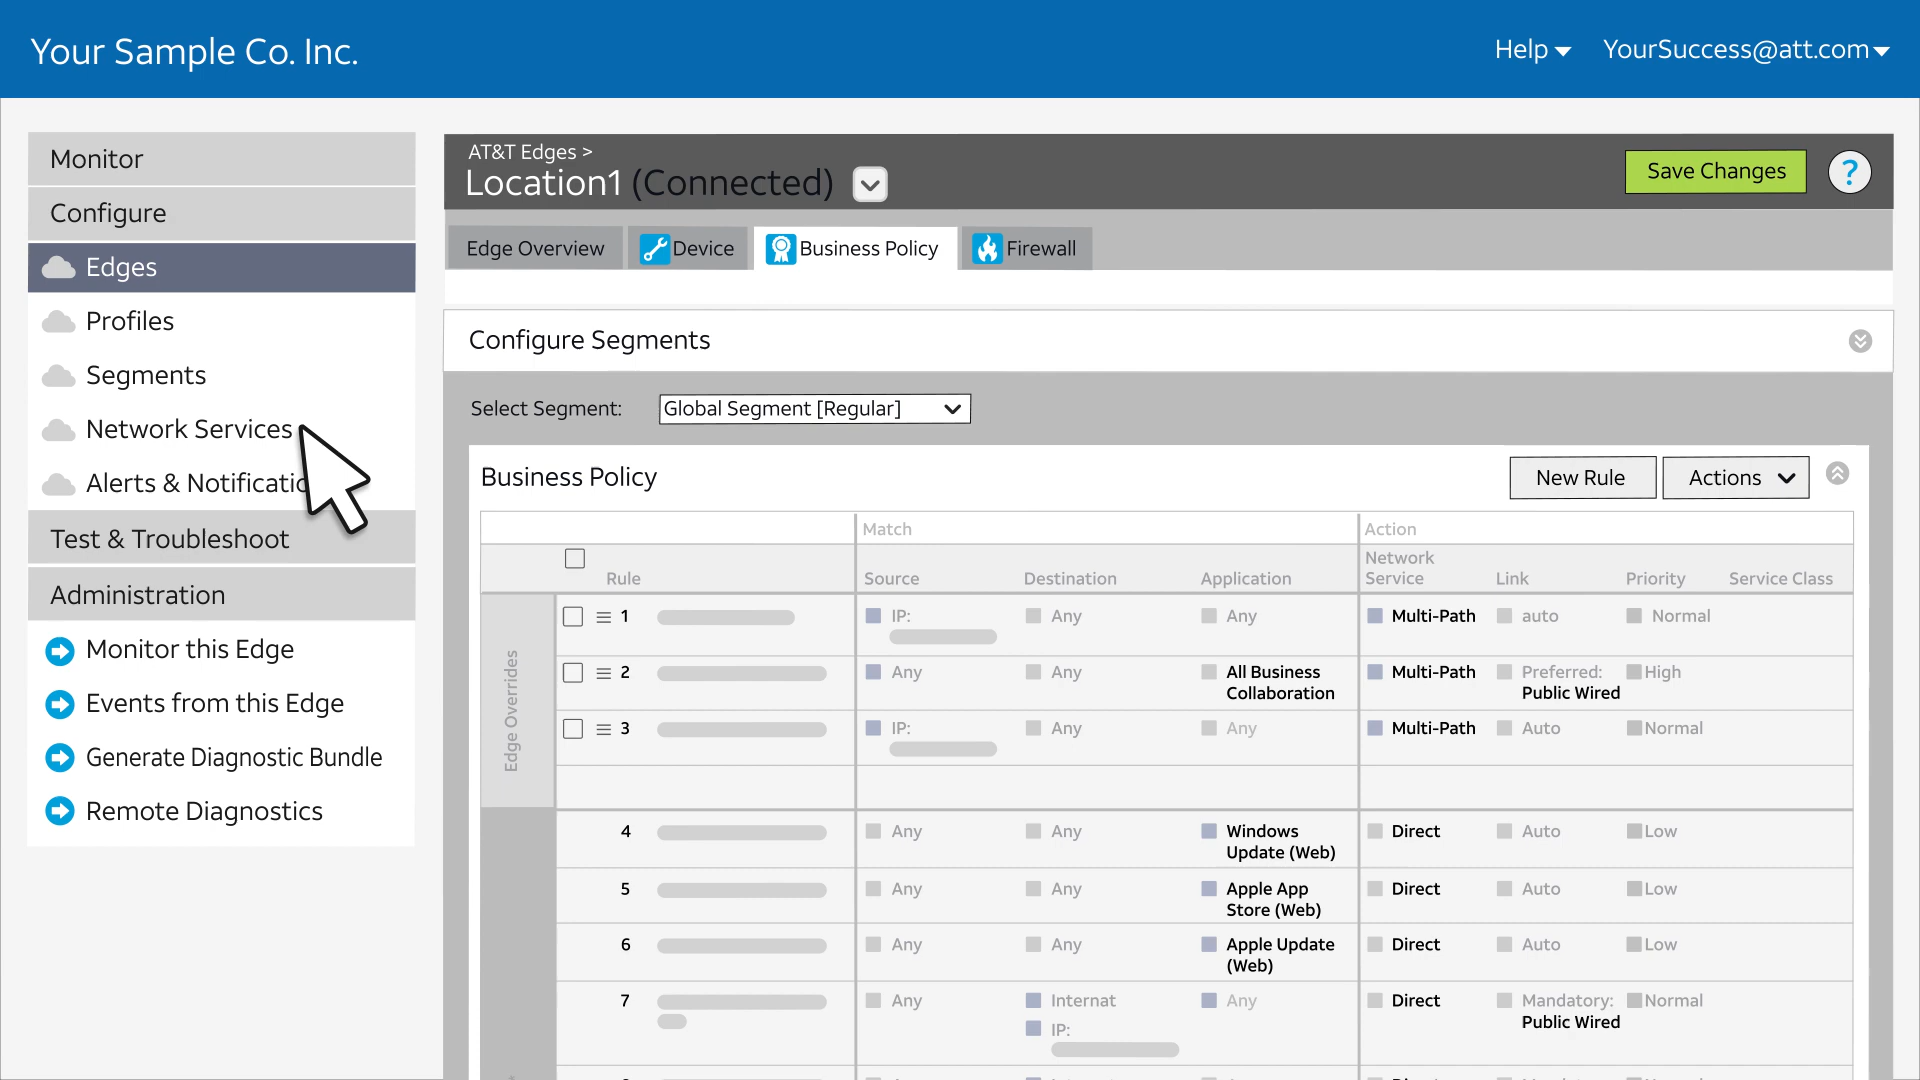 Your Sample Co. Inc.
Help
YourSuccess@att.com
Monitor
Configure
Edges
Profiles
Segments
Network Services
Alerts & Notificatio
Test & Troubleshoot
Administration
Monitor this Edge
Events from this Edge
Generate Diagnostic Bundle
Remote Diagnostics
AT&T Edges >
Location1 (Connected)
Save Changes
?
Edge Overview
Device
Business Policy
Firewall
Configure Segments
Select Segment:
Global Segment [Regular]
Business Policy
New Rule
Actions
Match
Action
Rule
Source
Destination
Application
Network
Service
Link
Priority
Service Class
Edge Overrides
1 IP: Any Any Multi-Path auto Normal
2 Any Any All Business Multi-Path Preferred: High
Collaboration Public Wired
3 IP: Any Any Multi-Path Auto Normal
4 Any Any Windows Direct Auto Low
Update (Web)
5 Any Any Apple App Direct Auto Low
Store (Web)
6 Any Any Apple Update Direct Auto Low
(Web)
7 Any Internat Any Direct Mandatory: Normal
IP: Public Wired